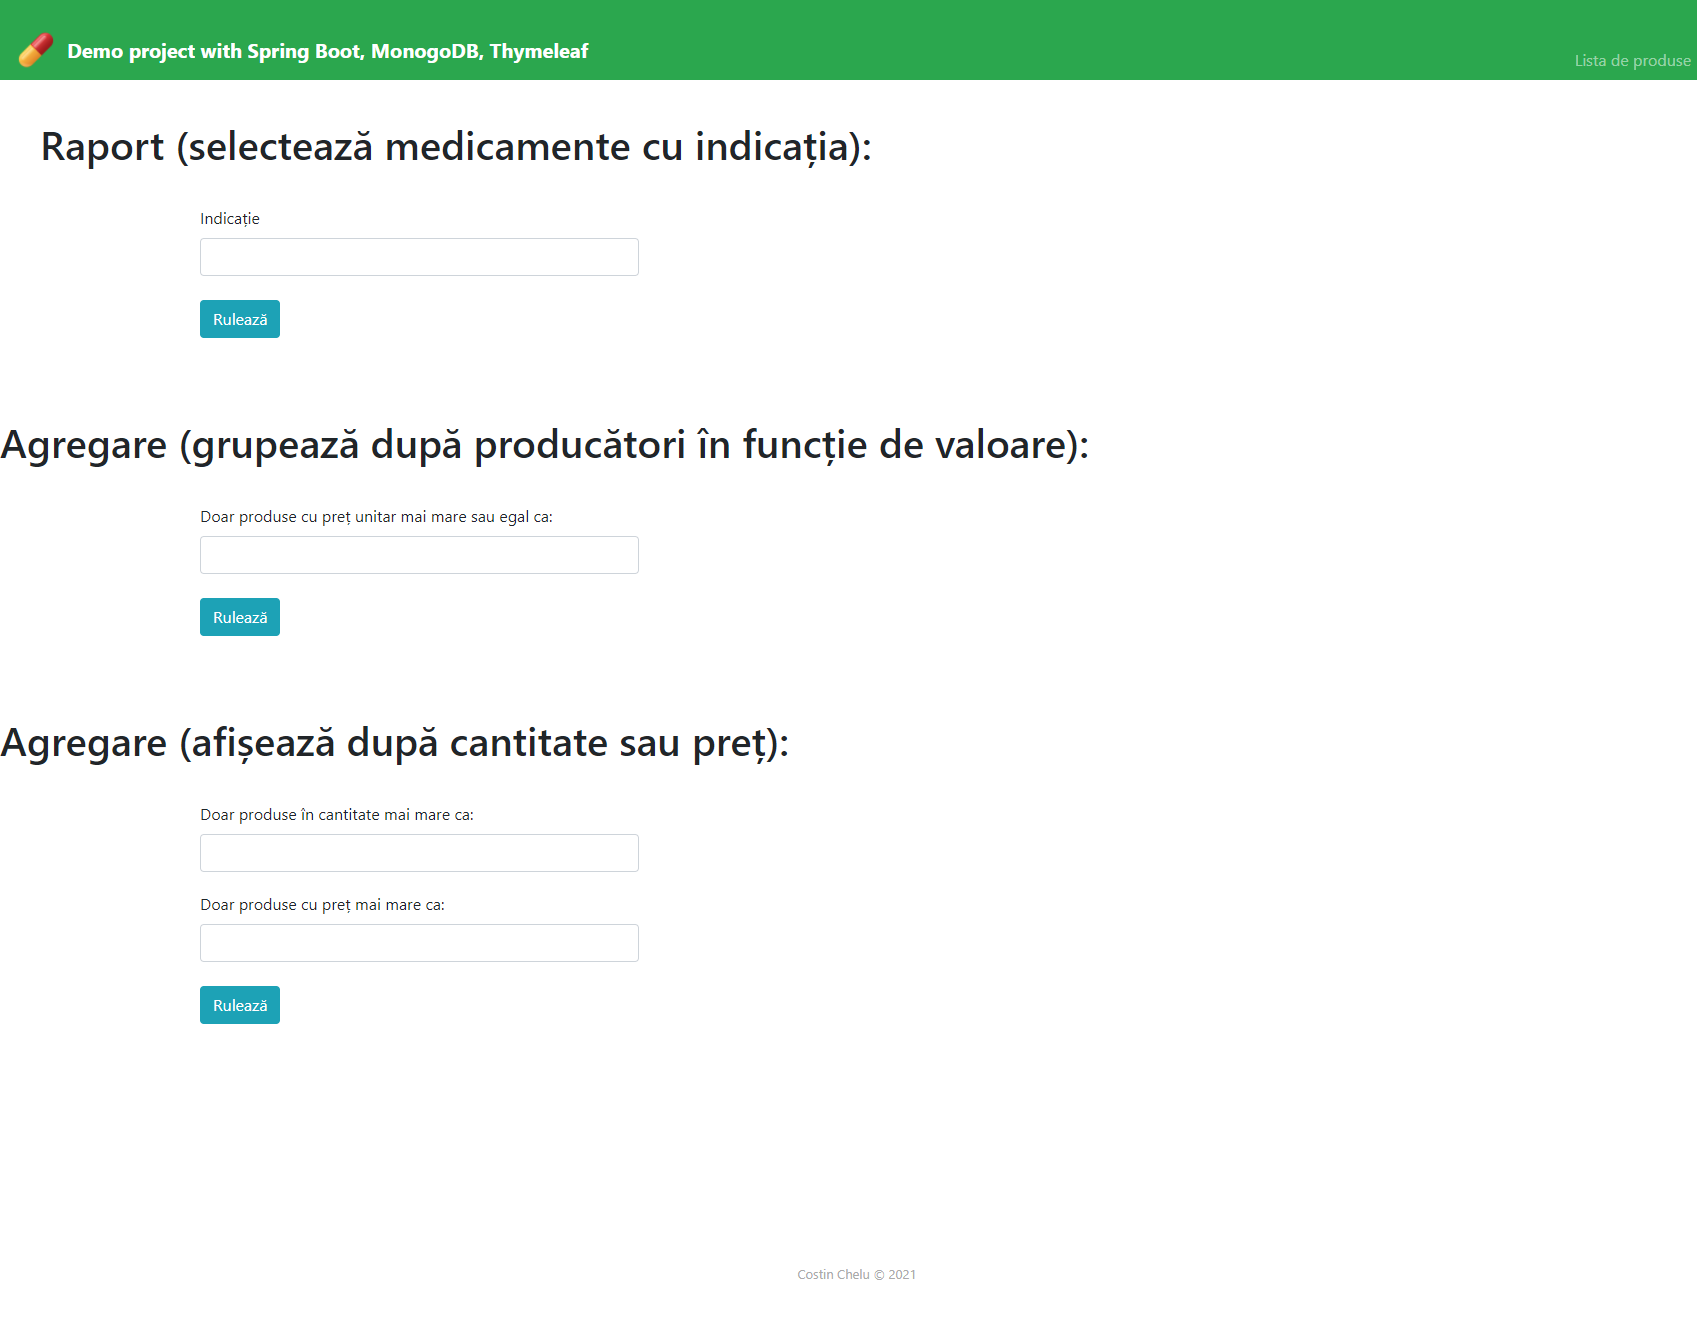 Demo project with Spring Boot, MonogoDB, Thymeleaf
Lista de produse
Raport (selectează medicamente cu indicația):
Indicație
Rulează
Agregare (grupează după producători în funcție de valoare):
Doar produse cu preț unitar mai mare sau egal ca:
Rulează
Agregare (afișează după cantitate sau preț):
Doar produse în cantitate mai mare ca:
Doar produse cu preț mai mare ca:
Rulează
Costin Chelu © 2021